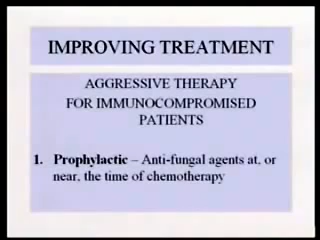 IMPROVING TREATMENT
AGGRESSIVE THERAPY
FOR IMMUNOCOMPROMISED
PATIENTS
1. Prophylactic – Anti-fungal agents at, or
near, the time of chemotherapy